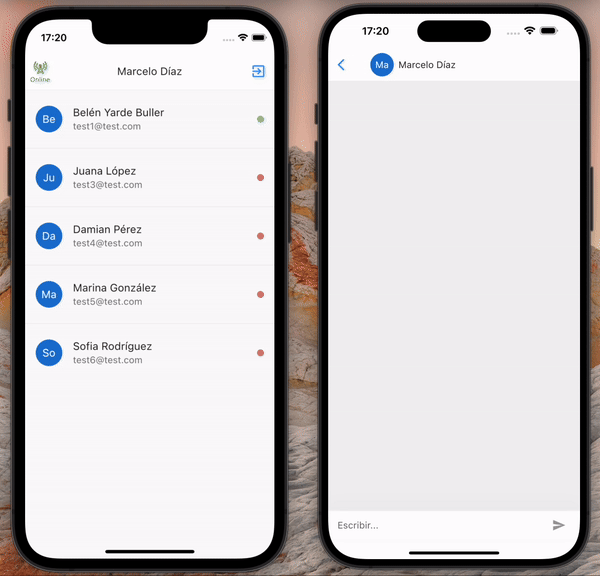 17:20
Online
Marcelo Díaz
Be
Belén Yarde Buller
test1@test.com
Ju
Juana López
test3@test.com
Da
Damian Pérez
test4@test.com
Ma
Marina González
test5@test.com
So
Sofia Rodríguez
test6@test.com
17:20
Ma
Marcelo Díaz
Escribir...